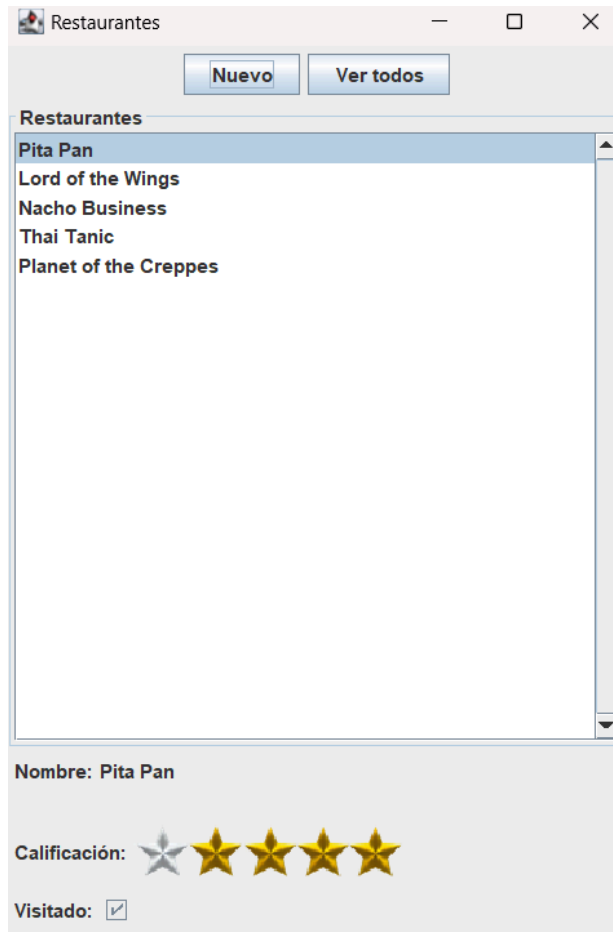 Restaurantes
Nuevo Ver todos
Restaurantes
Pita Pan
Lord of the Wings
Nacho Business
Thai Tanic
Planet of the Creppes
Nombre: Pita Pan
Calificación:
Visitado: